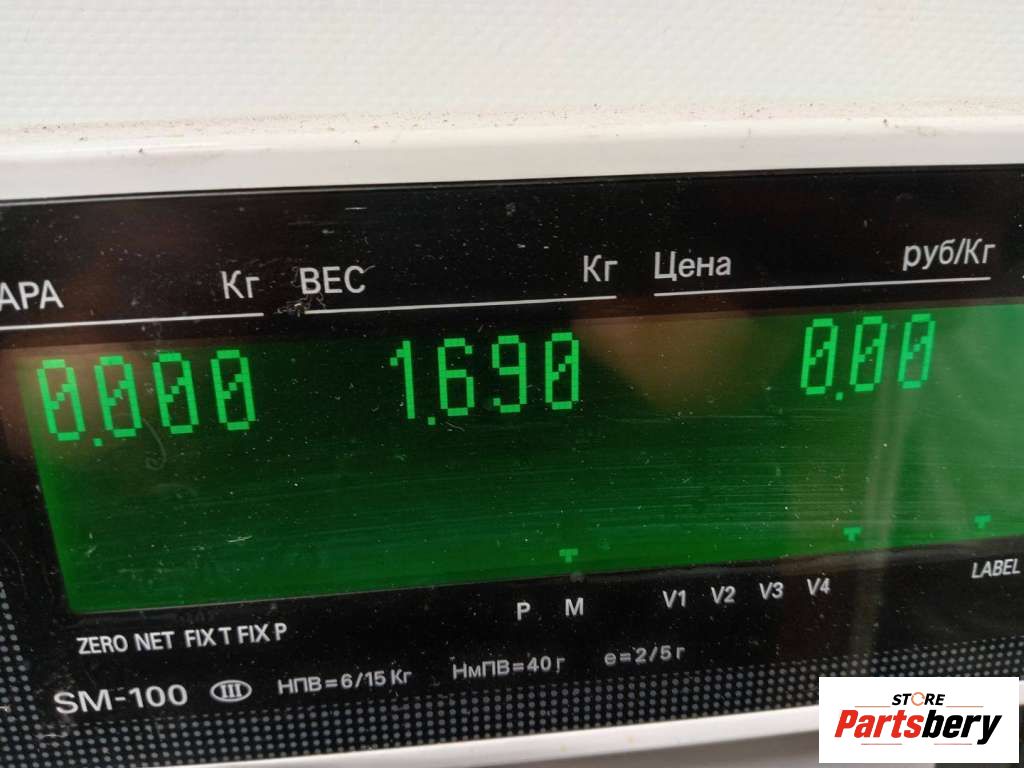 АРА Кг ВЕС Кг Цена руб/Кг
0.000 1.690 0.00
P M V1 V2 V3 V4 LABEL
ZERO NET FIX T FIX P
SM-100 III НПВ=6/15 Кг НмПВ=40 г e=2/5 г
STORE
Partsbery